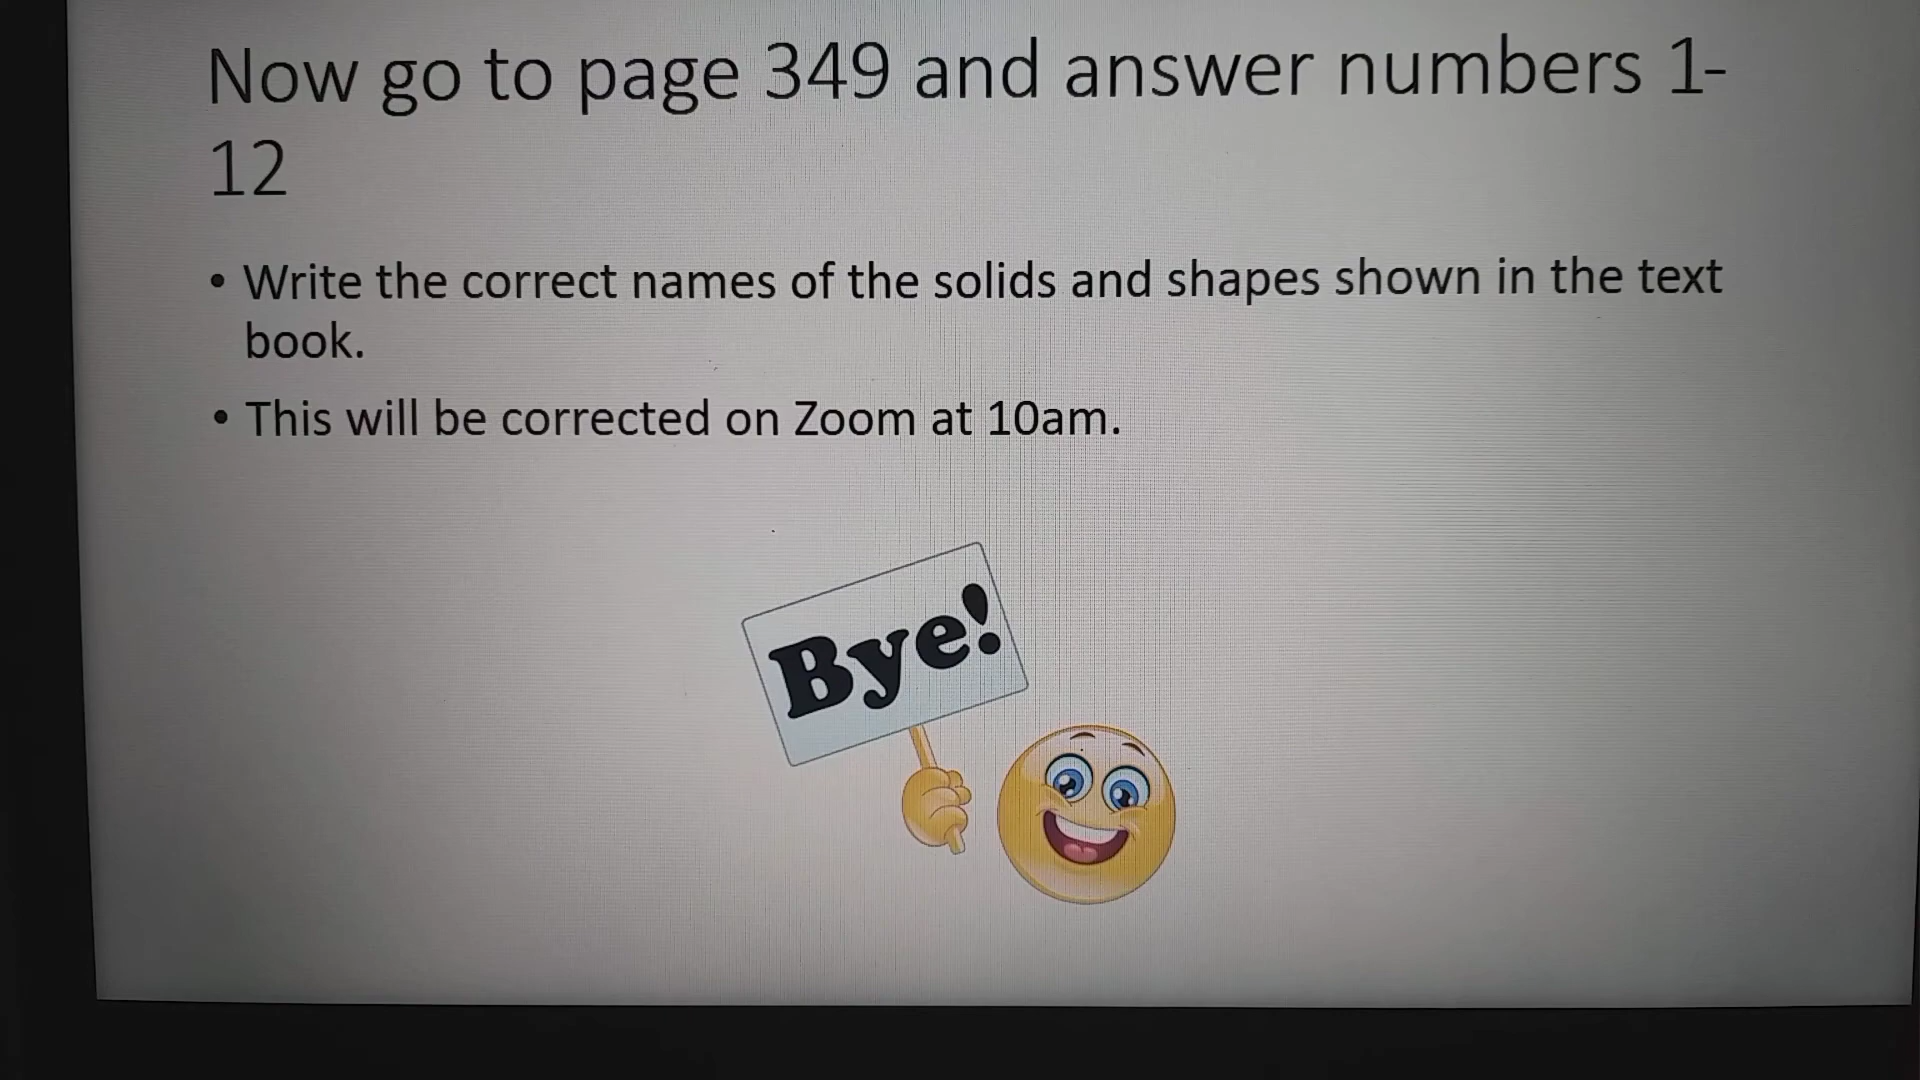 Now go to page 349 and answer numbers 1-
12
• Write the correct names of the solids and shapes shown in the text
book.
• This will be corrected on Zoom at 10am.
Bye!